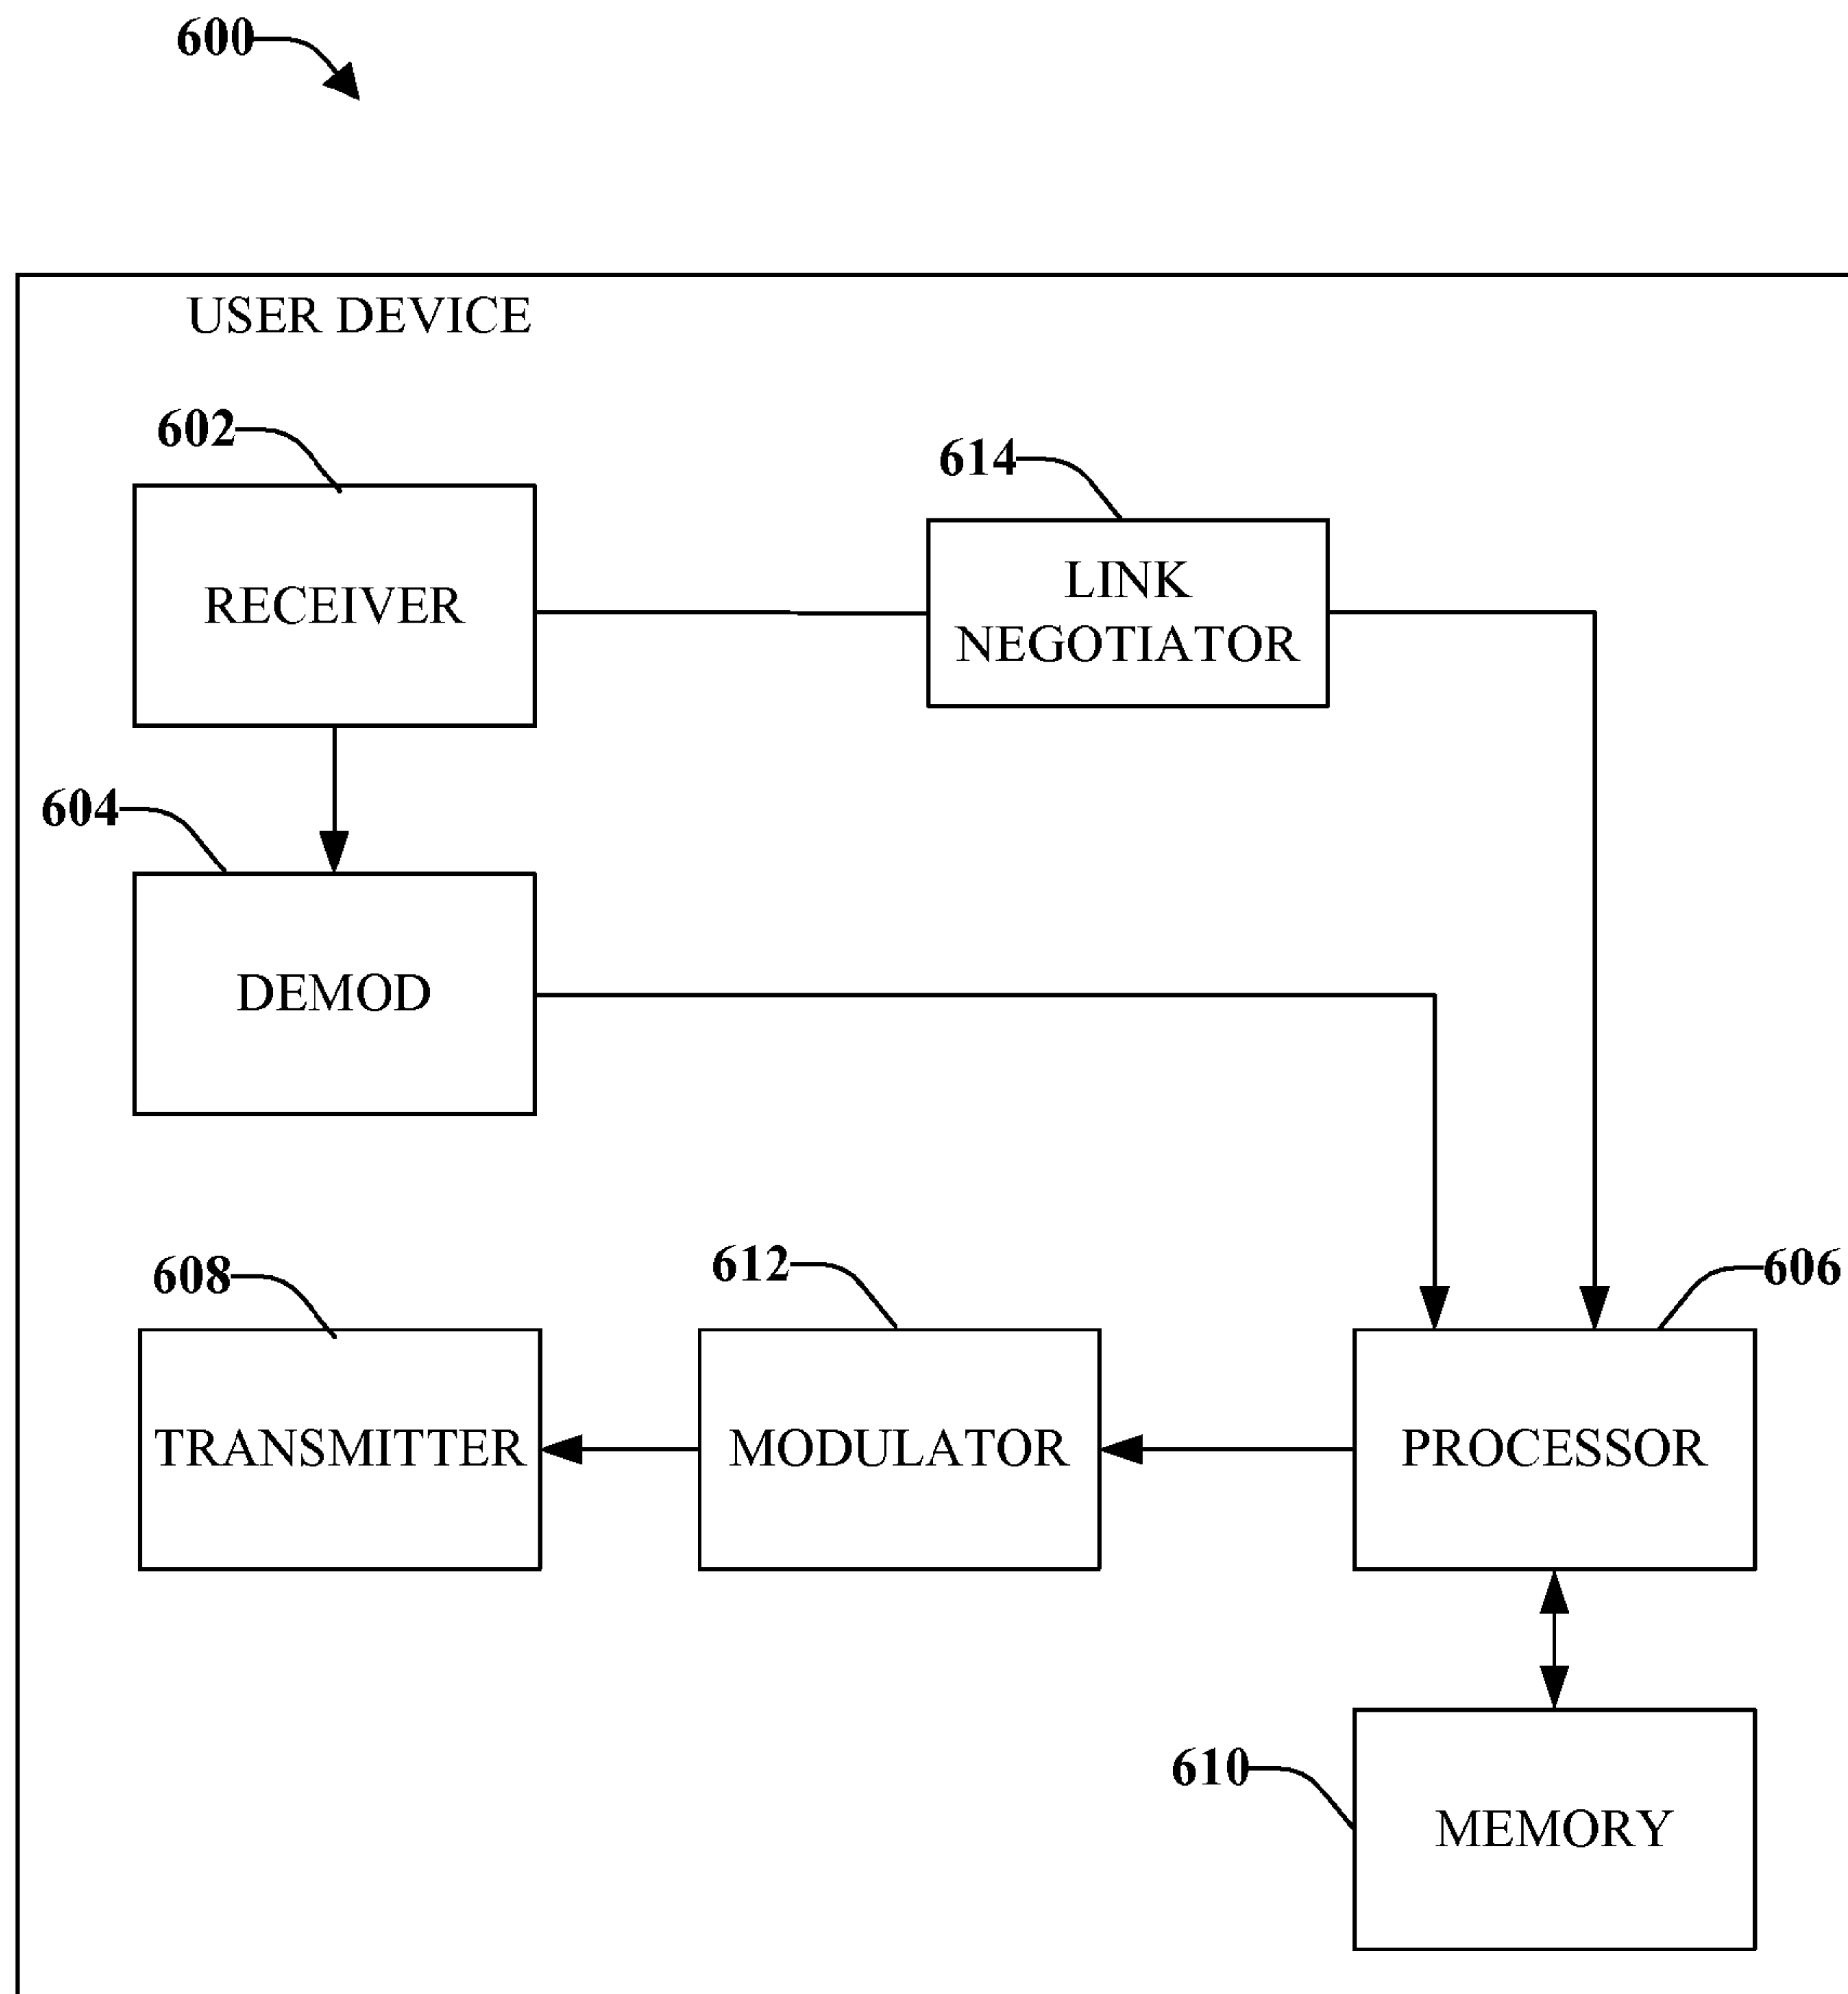 600
USER DEVICE
602
614
RECEIVER
LINK
NEGOTIATOR
604
DEMOD
608
612
606
TRANSMITTER
MODULATOR
PROCESSOR
610
MEMORY